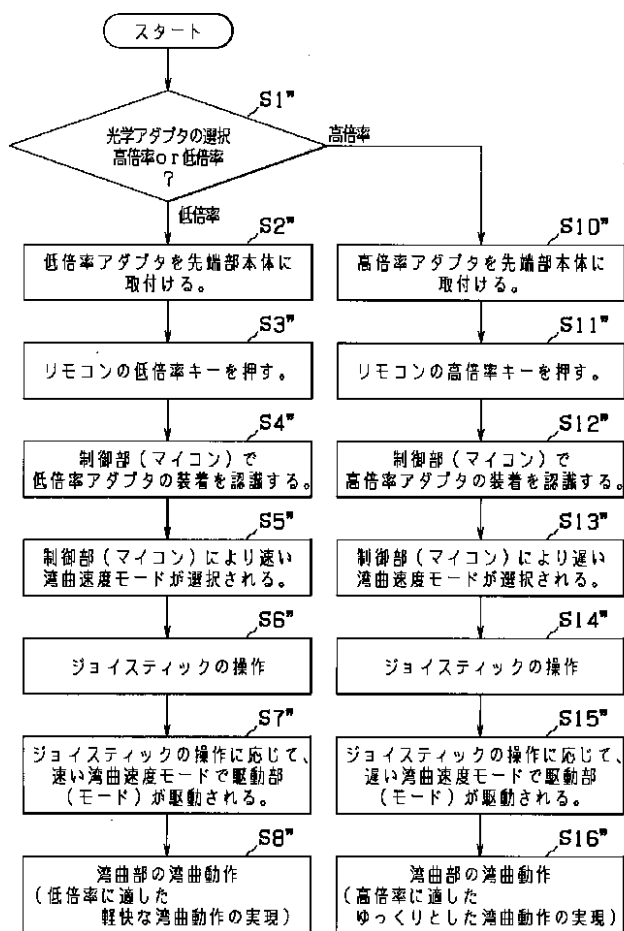 スタート
S1"
光学アダプタの選択
高倍率or低倍率
?
高倍率
低倍率
S2"
低倍率アダプタを先端部本体に
取付ける。
S3"
リモコンの低倍率キーを押す。
S4"
制御部(マイコン)で
低倍率アダプタの装着を認識する。
S5"
制御部(マイコン)により速い
湾曲速度モードが選択される。
S6"
ジョイスティックの操作
S7"
ジョイスティックの操作に応じて、
速い湾曲速度モードで駆動部
(モード)が駆動される。
S8"
湾曲部の湾曲動作
(低倍率に適した
軽快な湾曲動作の実現)
S10"
高倍率アダプタを先端部本体に
取付ける。
S11"
リモコンの高倍率キーを押す。
S12"
制御部(マイコン)で
高倍率アダプタの装着を認識する。
S13"
制御部(マイコン)により遅い
湾曲速度モードが選択される。
S14"
ジョイスティックの操作
S15"
ジョイスティックの操作に応じて、
遅い湾曲速度モードで駆動部
(モード)が駆動される。
S16"
湾曲部の湾曲動作
(高倍率に適した
ゆっくりとした湾曲動作の実現)